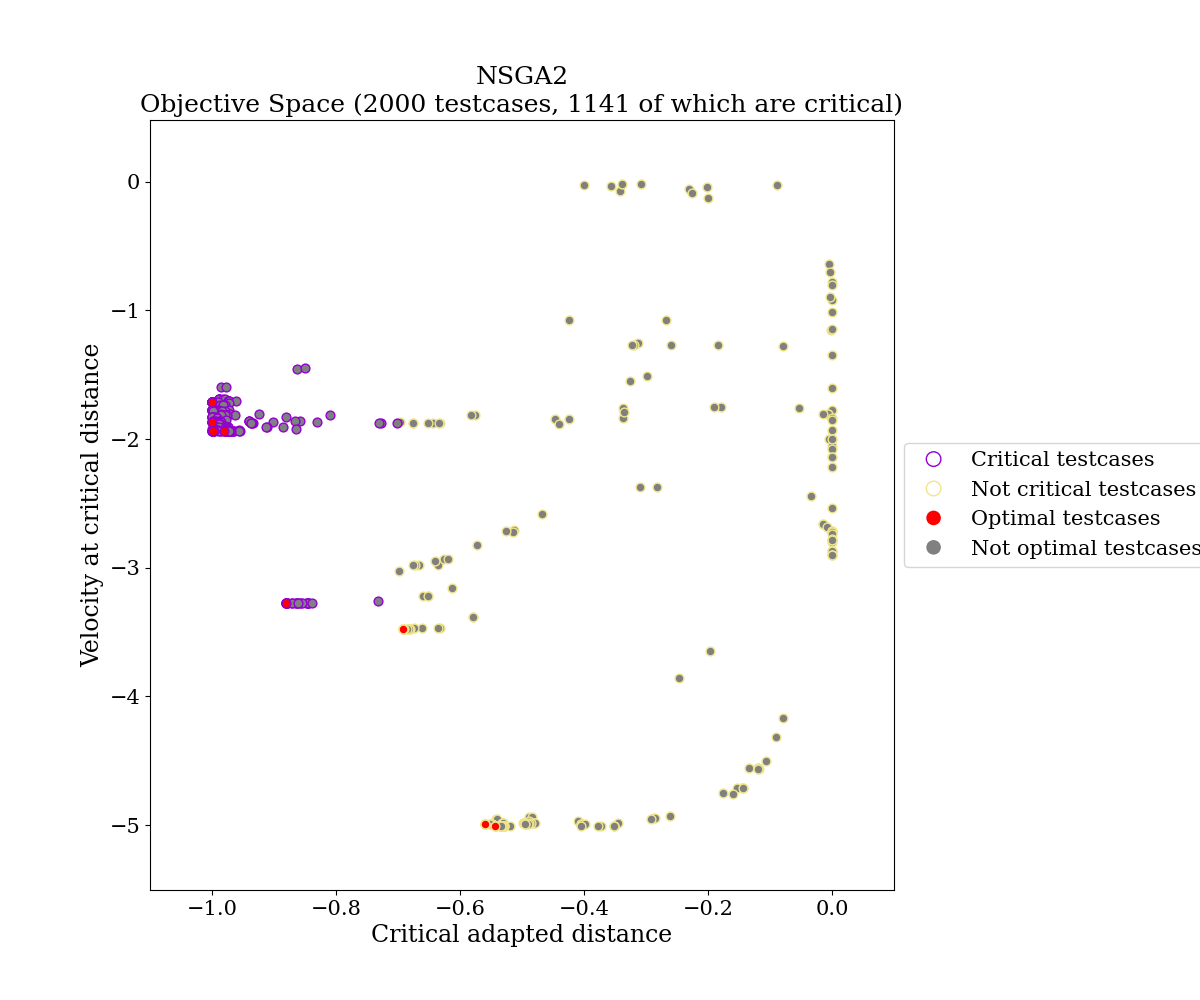 NSGA2
Objective Space (2000 testcases, 1141 of which are critical)
0
−1
−2
−3
−4
−5
Velocity at critical distance
−1.0
−0.8
−0.6
−0.4
−0.2
0.0
Critical adapted distance
Critical testcases
Not critical testcases
Optimal testcases
Not optimal testcases